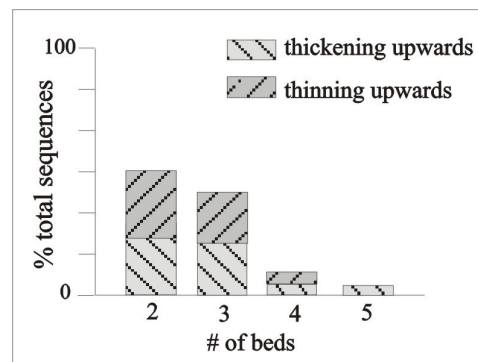 100
thickening upwards
thinning upwards
% total sequences
0
2 3 4 5
# of beds